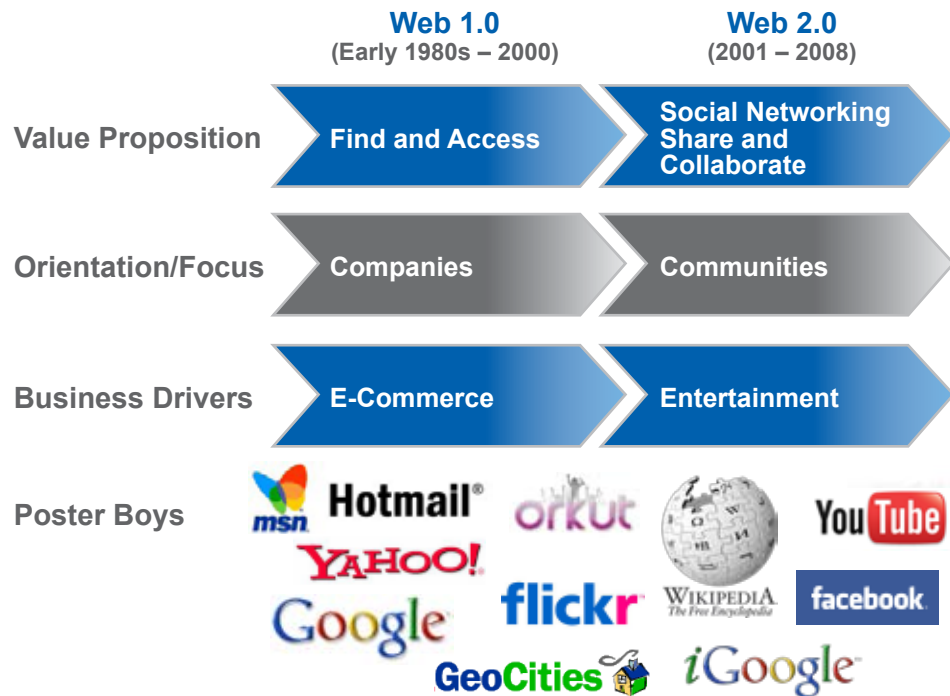 Web 1.0
(Early 1980s – 2000)
Web 2.0
(2001 – 2008)
Value Proposition
Find and Access
Social Networking
Share and
Collaborate
Orientation/Focus
Companies
Communities
Business Drivers
E-Commerce
Entertainment
Poster Boys
msn
Hotmail®
orkut
YouTube
YAHOO!
Google™
flickr
WIKIPEDIA
The Free Encyclopedia
facebook
GeoCities
iGoogle™